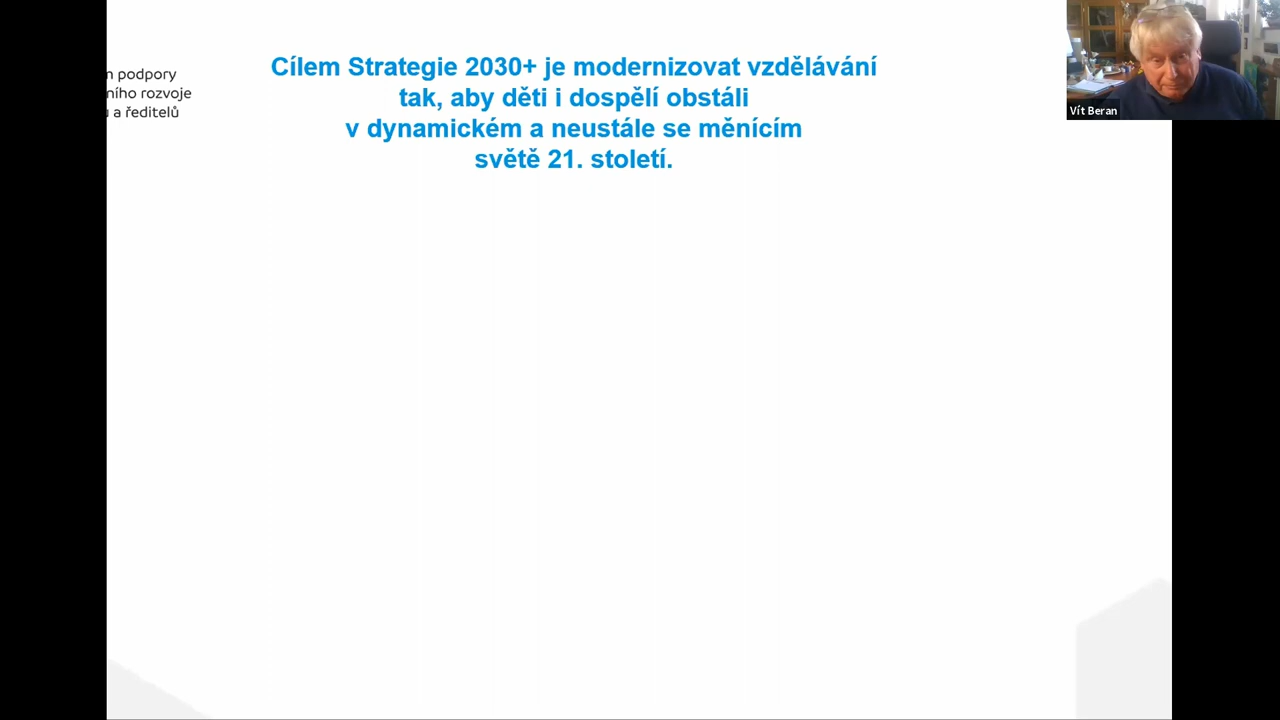 Cílem Strategie 2030+ je modernizovat vzdělávání
tak, aby děti i dospělí obstáli
v dynamickém a neustále se měnícím
světě 21. století.
podpory
ního rozvoje
a ředitelů
Vít Beran